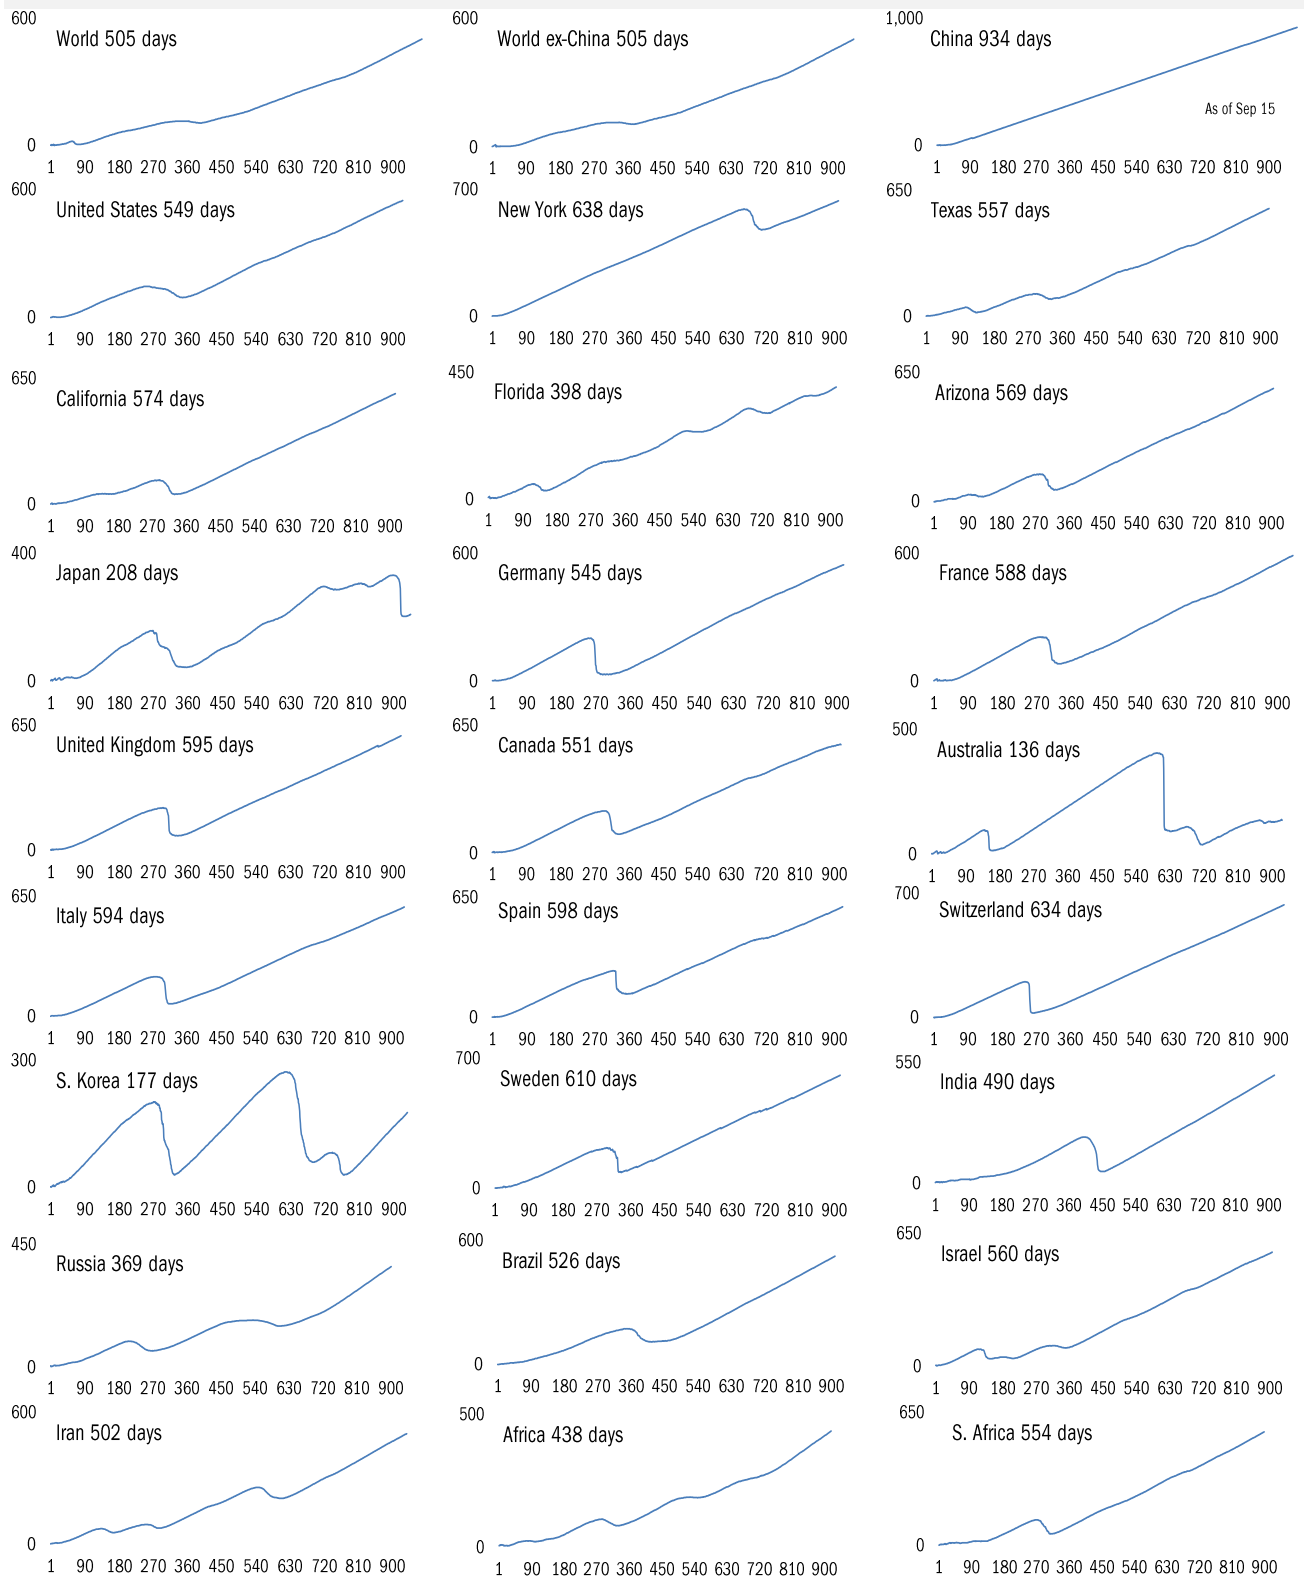 600 600 1,000
World 505 days World ex-China 505 days China 934 days
As of Sep 15
0 0 0
1 90 180 270 360 450 540 630 720 810 900 1 90 180 270 360 450 540 630 720 810 900 1 90 180 270 360 450 540 630 720 810 900
600 700 650
United States 549 days New York 638 days Texas 557 days
0 0 0
1 90 180 270 360 450 540 630 720 810 900 1 90 180 270 360 450 540 630 720 810 900 1 90 180 270 360 450 540 630 720 810 900
650 450 650
California 574 days Florida 398 days Arizona 569 days
0 0 0
1 90 180 270 360 450 540 630 720 810 900 1 90 180 270 360 450 540 630 720 810 900 1 90 180 270 360 450 540 630 720 810 900
400 600 600
Japan 208 days Germany 545 days France 588 days
0 0 0
1 90 180 270 360 450 540 630 720 810 900 1 90 180 270 360 450 540 630 720 810 900 1 90 180 270 360 450 540 630 720 810 900
650 650 500
United Kingdom 595 days Canada 551 days Australia 136 days
0 0 0
1 90 180 270 360 450 540 630 720 810 900 1 90 180 270 360 450 540 630 720 810 900 1 90 180 270 360 450 540 630 720 810 900
650 650 700
Italy 594 days Spain 598 days Switzerland 634 days
0 0 0
1 90 180 270 360 450 540 630 720 810 900 1 90 180 270 360 450 540 630 720 810 900 1 90 180 270 360 450 540 630 720 810 900
300 700 550
S. Korea 177 days Sweden 610 days India 490 days
0 0 0
1 90 180 270 360 450 540 630 720 810 900 1 90 180 270 360 450 540 630 720 810 900 1 90 180 270 360 450 540 630 720 810 900
450 600 650
Russia 369 days Brazil 526 days Israel 560 days
0 0 0
1 90 180 270 360 450 540 630 720 810 900 1 90 180 270 360 450 540 630 720 810 900 1 90 180 270 360 450 540 630 720 810 900
600 500 650
Iran 502 days Africa 438 days S. Africa 554 days
0 0 0
1 90 180 270 360 450 540 630 720 810 900 1 90 180 270 360 450 540 630 720 810 900 1 90 180 270 360 450 540 630 720 810 900